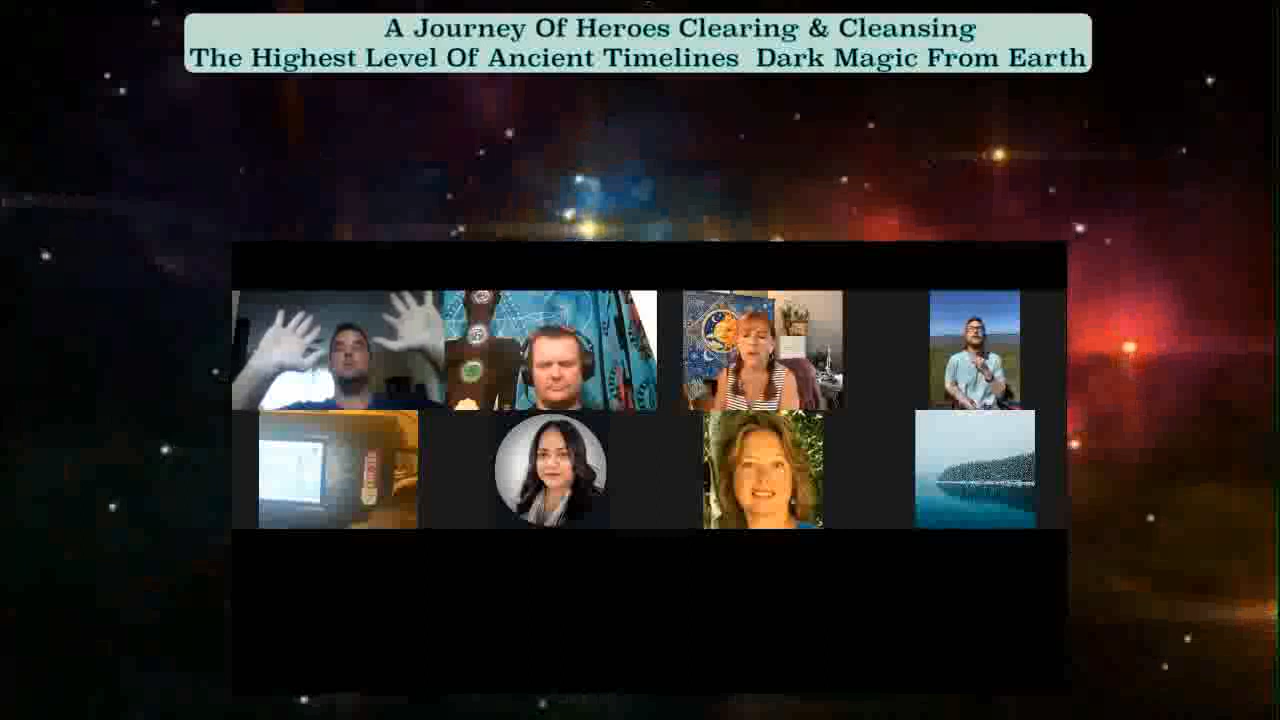 A Journey Of Heroes Clearing & Cleansing
The Highest Level Of Ancient Timelines Dark Magic From Earth